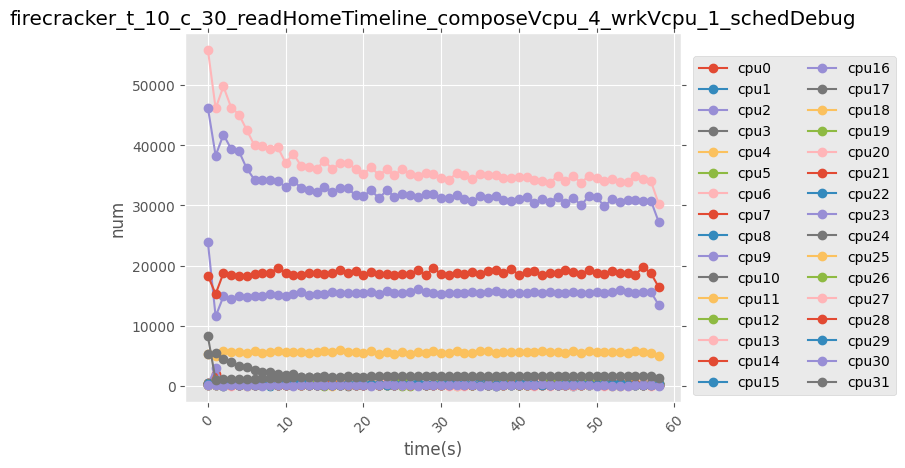 firecracker_t_10_c_30_readHomeTimeline_composeVcpu_4_wrkVcpu_1_schedDebug
50000
40000
30000
20000
10000
0
num
0
10
20
30
40
50
60
time(s)
cpu0
cpu1
cpu2
cpu3
cpu4
cpu5
cpu6
cpu7
cpu8
cpu9
cpu10
cpu11
cpu12
cpu13
cpu14
cpu15
cpu16
cpu17
cpu18
cpu19
cpu20
cpu21
cpu22
cpu23
cpu24
cpu25
cpu26
cpu27
cpu28
cpu29
cpu30
cpu31